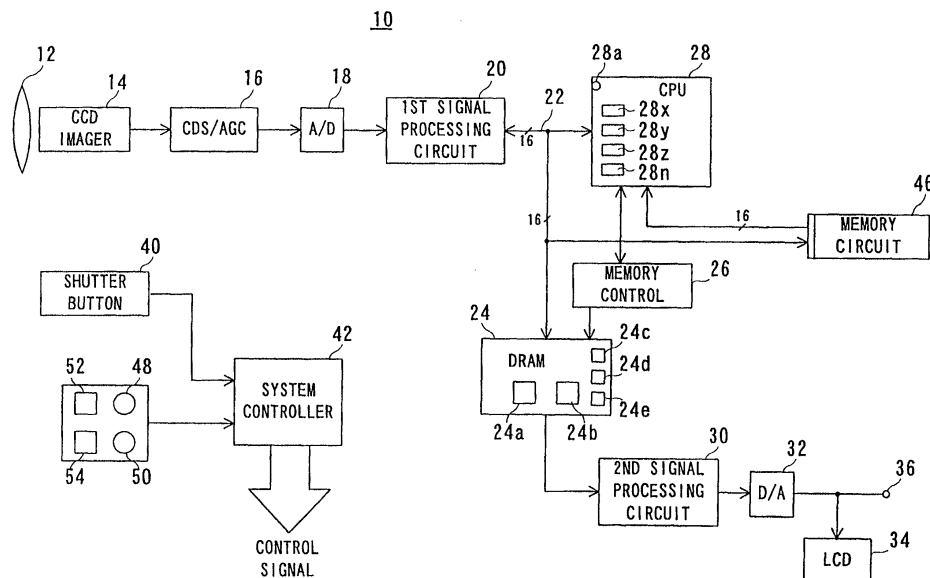 10
12
14
CCD
IMAGER
16
CDS/AGC
18
A/D
20
1ST SIGNAL
PROCESSING
CIRCUIT
22
16
28a
28
CPU
28x
28y
28z
28n
16
16
46
MEMORY
CIRCUIT
40
SHUTTER
BUTTON
MEMORY
CONTROL
26
24
DRAM
24c
24d
24e
24a
24b
42
SYSTEM
CONTROLLER
52
48
54
50
CONTROL
SIGNAL
30
2ND SIGNAL
PROCESSING
CIRCUIT
32
D/A
36
LCD
34